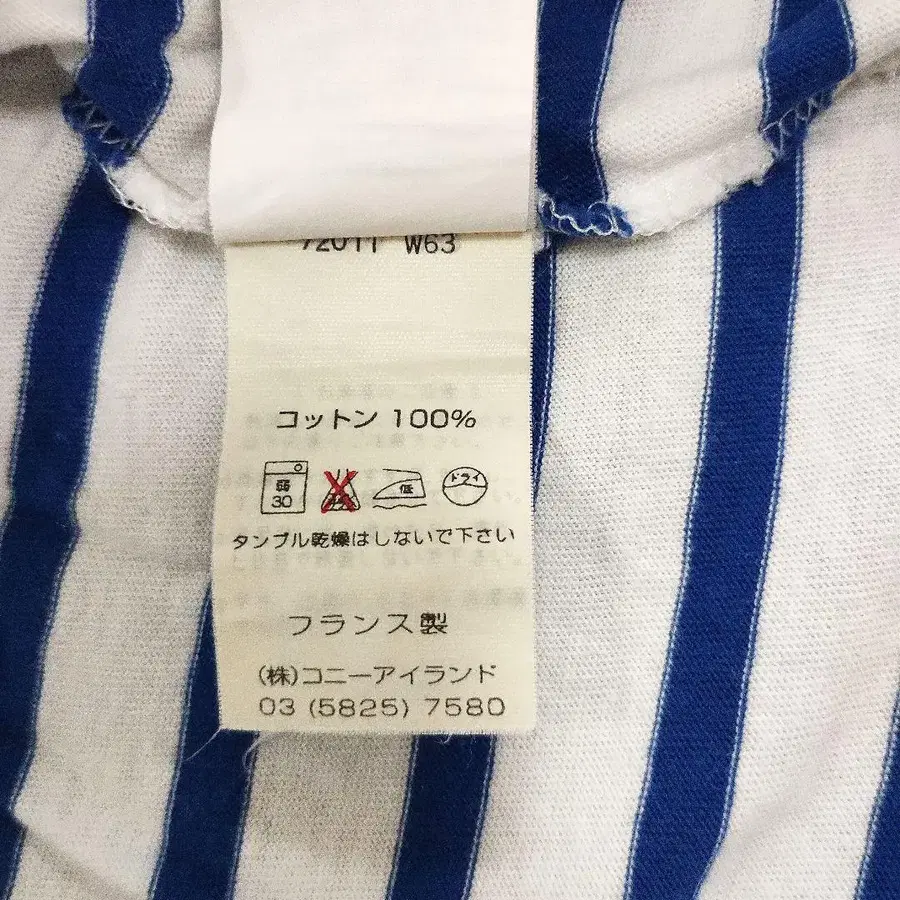 72011 W63
コットン 100%
弱 30 低 ドライ
タンブル乾燥はしないで下さい
フランス製
(株)コニーアイランド
03 (5825) 7580